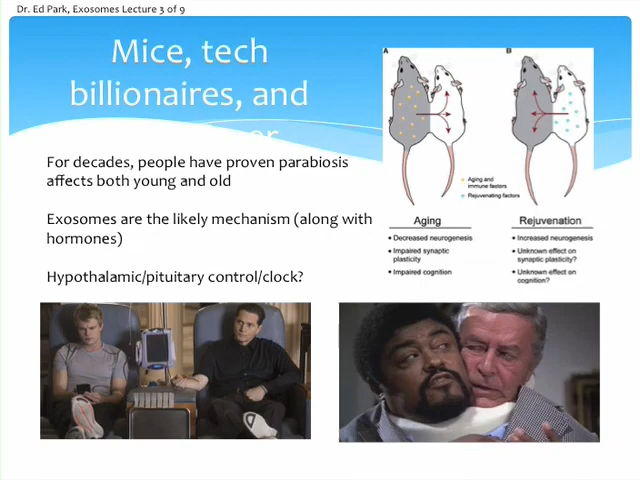 Dr. Ed Park, Exosomes Lecture 3 of 9
Mice, tech
billionaires, and
For decades, people have proven parabiosis
affects both young and old
Exosomes are the likely mechanism (along with
hormones)
Hypothalamic/pituitary control/clock?
A
B
Aging and
immune factors
Rejuvenating factors
Aging
• Decreased neurogenesis
• Impaired synaptic
plasticity
• Impaired cognition
Rejuvenation
• Increased neurogenesis
• Unknown effect on
synaptic plasticity?
• Unknown effect on
cognition?